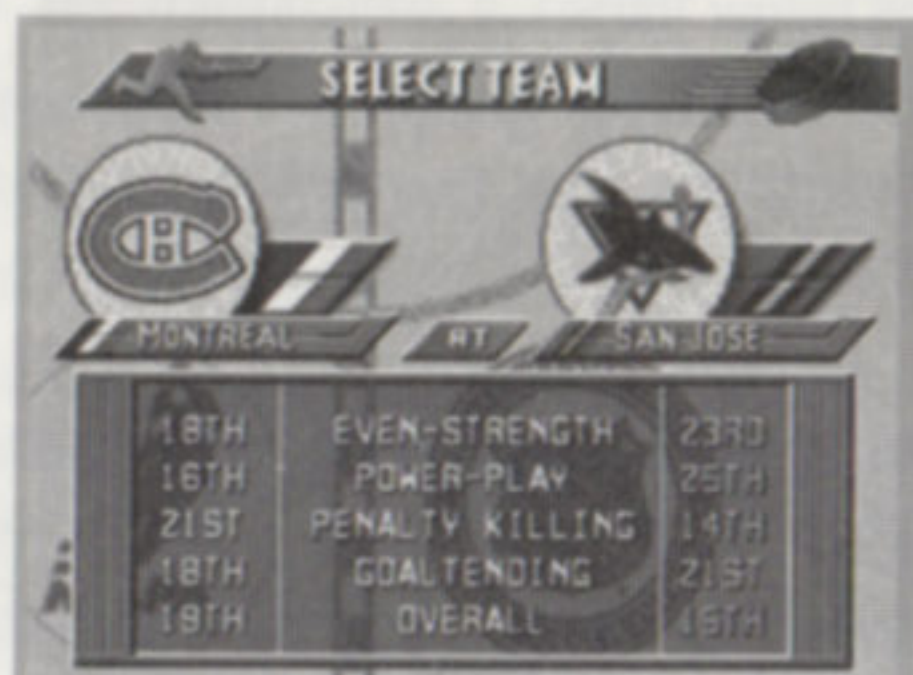 SELECT TEAM
MONTREAL AT SAN JOSE
18TH EVEN-STRENGTH 23RD
16TH POWER-PLAY 25TH
21ST PENALTY KILLING 14TH
18TH GOALTENDING 21ST
19TH OVERALL